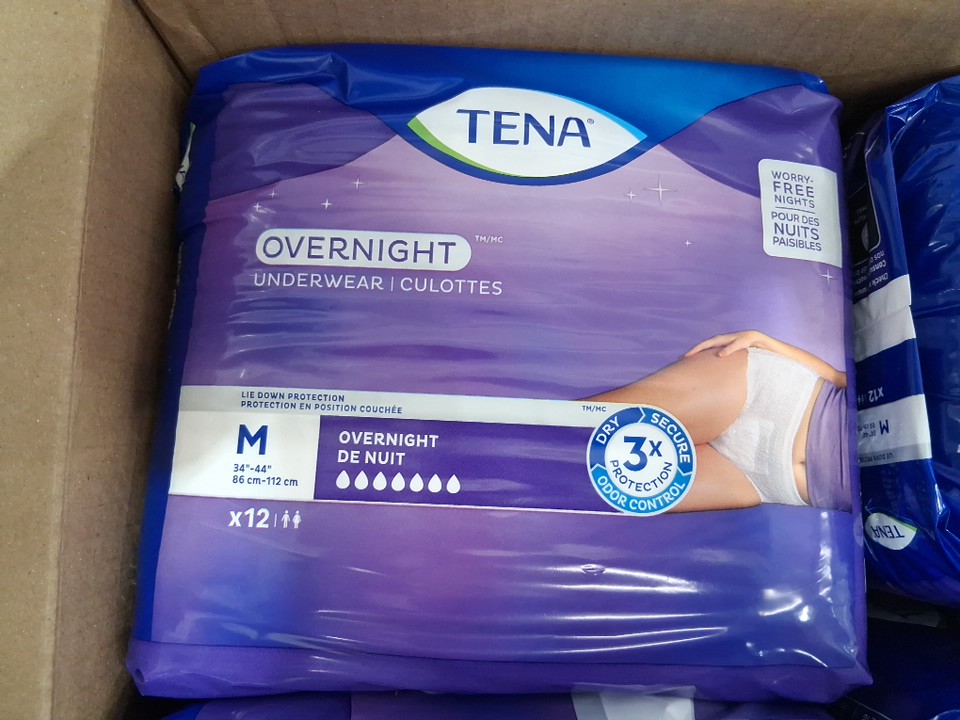 TENA®
WORRY-
FREE
NIGHTS
POUR DES
NUITS
PAISIBLES
OVERNIGHT TM/MC
UNDERWEAR | CULOTTES
LIE DOWN PROTECTION
PROTECTION EN POSITION COUCHÉE
M
34"-44"
86 cm-112 cm
OVERNIGHT
DE NUIT
TM/MC
DRY SECURE
3x
PROTECTION
ODOR CONTROL
x12
x12
M
TENA